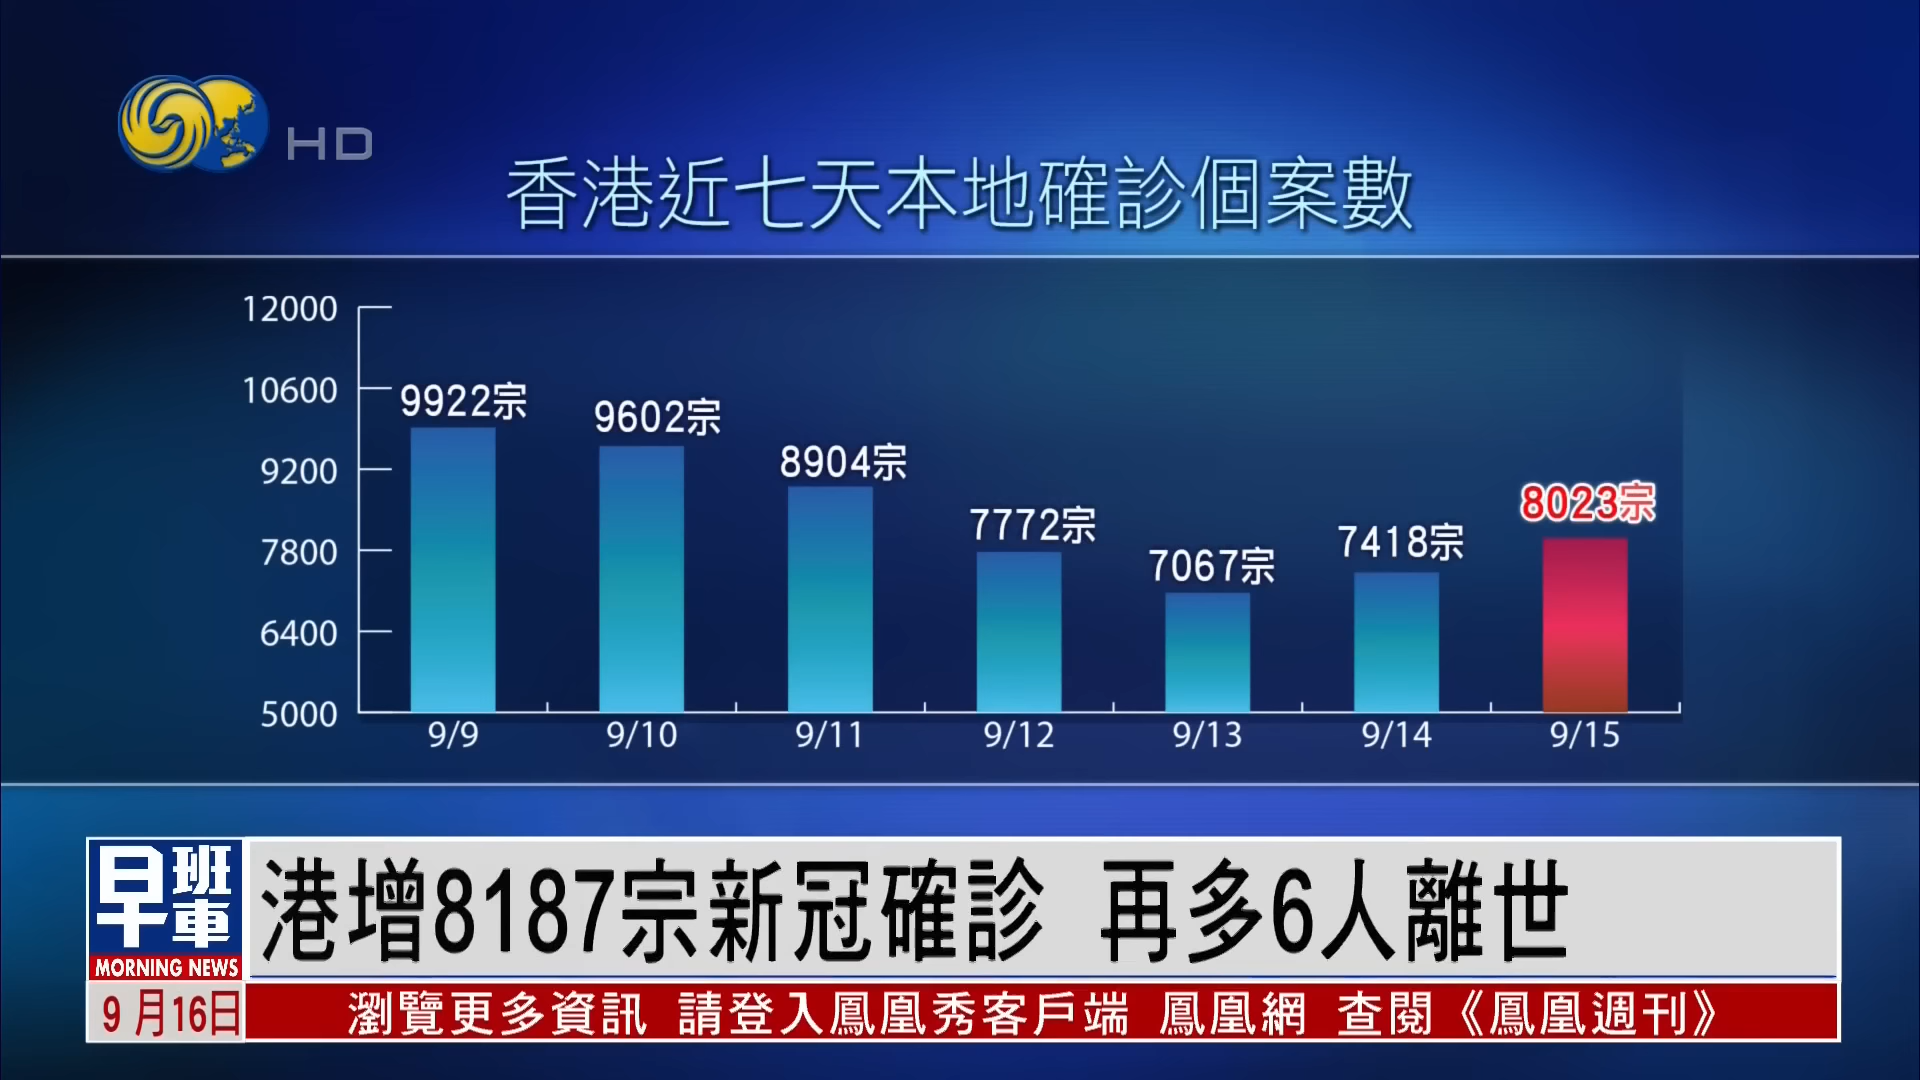 HD
香港近七天本地確診個案數
12000
10600
9200
7800
6400
5000
9922宗
9602宗
8904宗
7772宗
7067宗
7418宗
8023宗
9/9 9/10 9/11 9/12 9/13 9/14 9/15
早班車
MORNING NEWS
港增8187宗新冠確診 再多6人離世
9月16日
瀏覽更多資訊 請登入鳳凰秀客戶端 鳳凰網 查閱《鳳凰週刊》